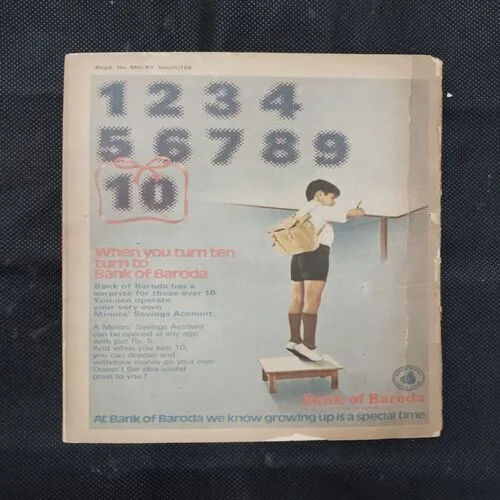 Regd. No. MH/BY-South/158
1 2 3 4
5 6 7 8 9
10
When you turn ten
turn to
Bank of Baroda
Bank of Baroda has a
surprise for those over 10.
You can operate
your very own
Minors' Savings Account.
A Minors' Savings Account
can be opened at any age,
with just Rs. 5.
And when you turn 10,
you can deposit and
withdraw money on your own
Doesn't the idea sound
great to you?
Bank of Baroda
At Bank of Baroda we know growing up is a special time.